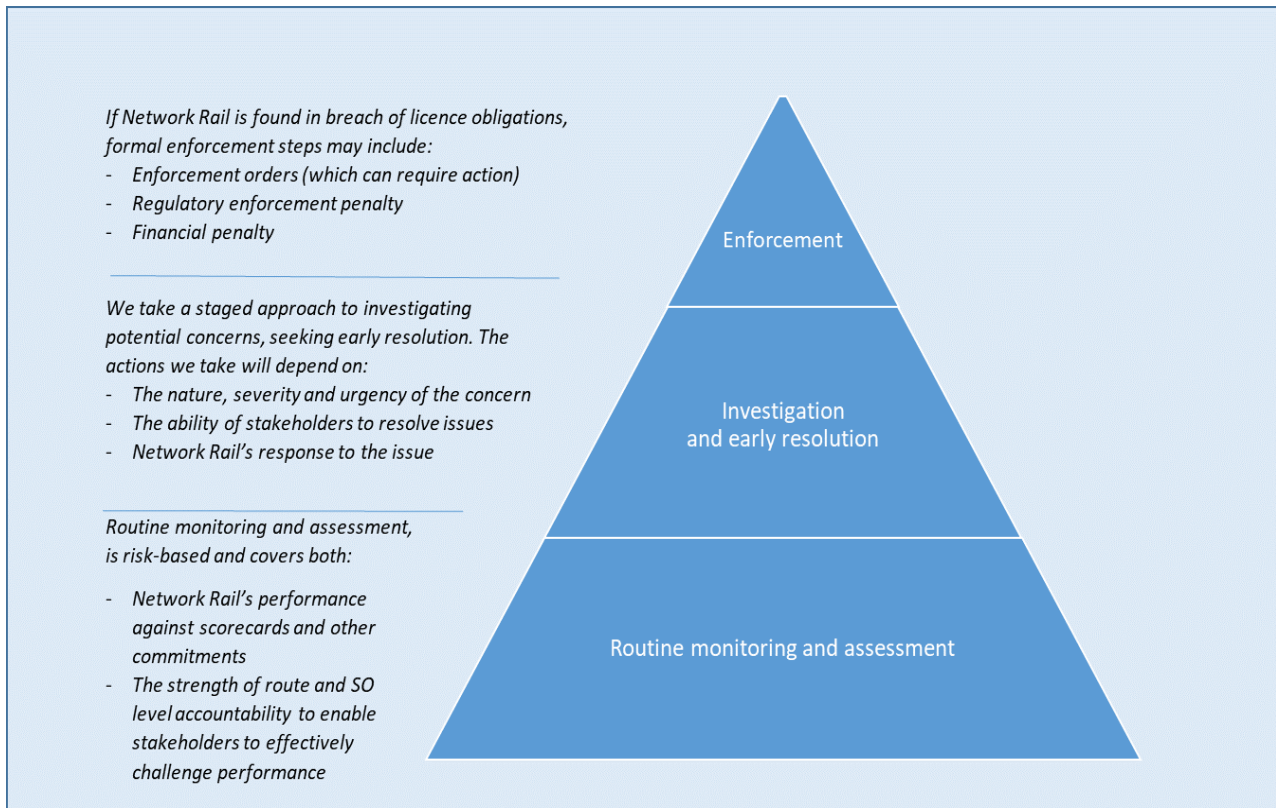 If Network Rail is found in breach of licence obligations,
formal enforcement steps may include:
- Enforcement orders (which can require action)
- Regulatory enforcement penalty
- Financial penalty
We take a staged approach to investigating
potential concerns, seeking early resolution. The
actions we take will depend on:
- The nature, severity and urgency of the concern
- The ability of stakeholders to resolve issues
- Network Rail's response to the issue
Routine monitoring and assessment,
is risk-based and covers both:
- Network Rail's performance
against scorecards and other
commitments
- The strength of route and SO
level accountability to enable
stakeholders to effectively
challenge performance
Enforcement
Investigation
and early resolution
Routine monitoring and assessment